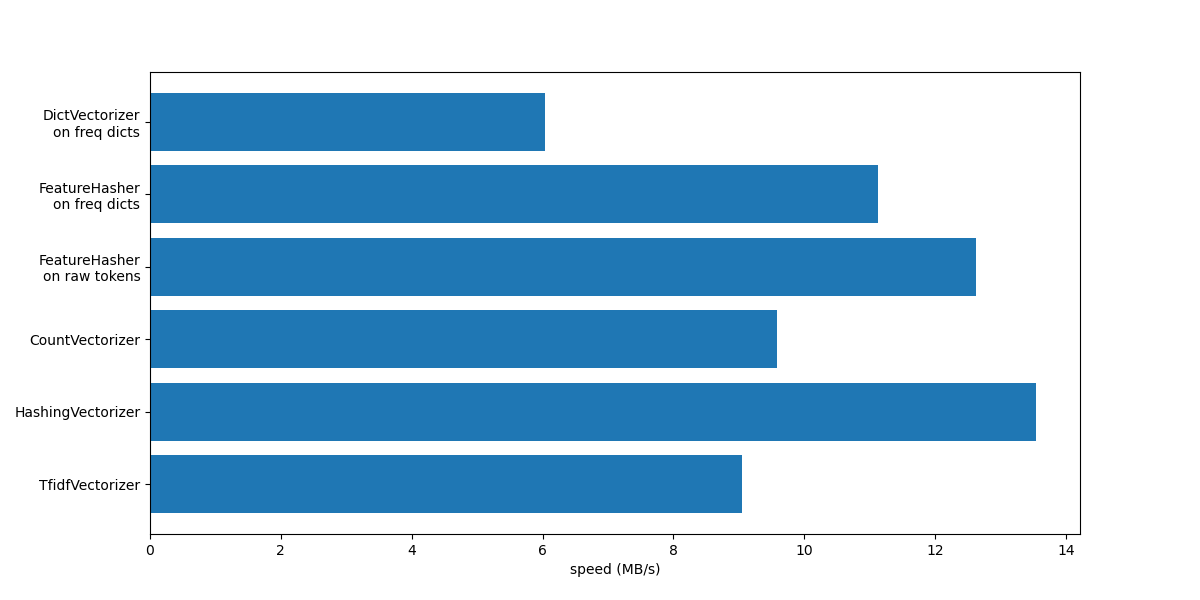 DictVectorizer
on freq dicts
FeatureHasher
on freq dicts
FeatureHasher
on raw tokens
CountVectorizer
HashingVectorizer
TfidfVectorizer
0 2 4 6 8 10 12 14
speed (MB/s)